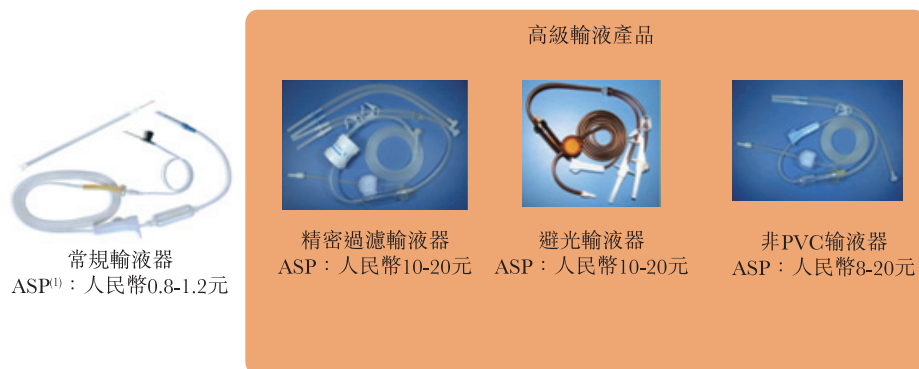 高級輸液產品
常規輸液器
ASP(1)：人民幣0.8-1.2元
精密過濾輸液器
ASP：人民幣10-20元
避光輸液器
ASP：人民幣10-20元
非PVC输液器
ASP：人民幣8-20元